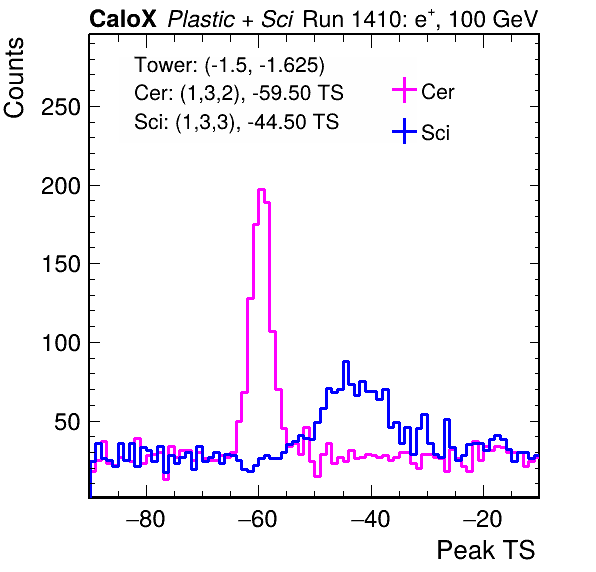 CaloX Plastic + Sci Run 1410: e⁺, 100 GeV
Counts
Tower: (-1.5, -1.625)
Cer: (1,3,2), -59.50 TS
Sci: (1,3,3), -44.50 TS
Cer
Sci
250
200
150
100
50
−80 −60 −40 −20
Peak TS